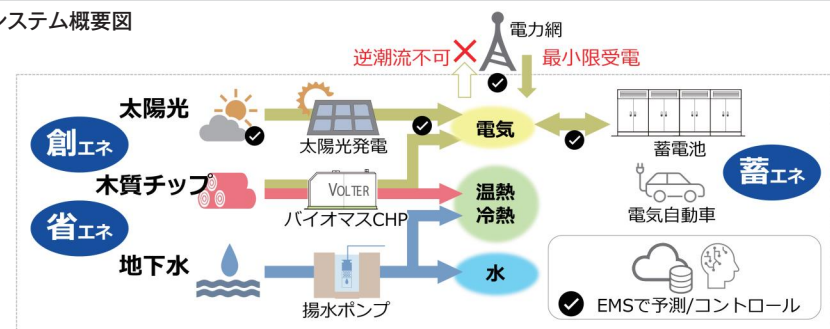 システム概要図
電力網
逆潮流不可
最小限受電
太陽光
太陽光発電
電気
蓄電池
創エネ
蓄エネ
木質チップ
VOLTER
バイオマスCHP
温熱
冷熱
電気自動車
省エネ
地下水
揚水ポンプ
水
EMSで予測/コントロール